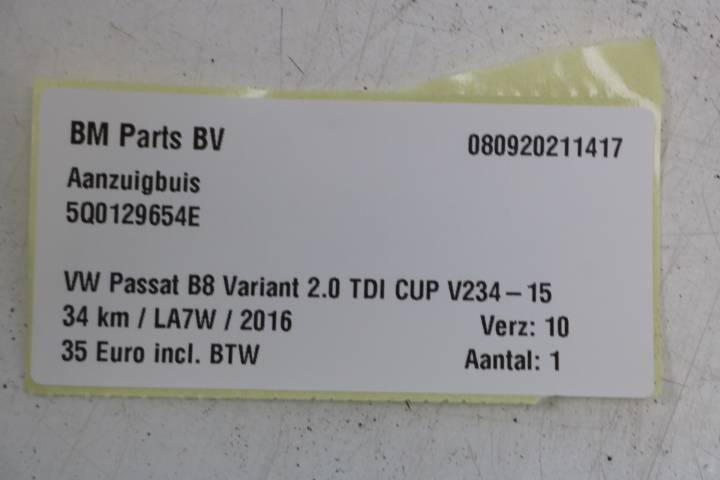 BM Parts BV 080920211417
Aanzuigbuis
5Q0129654E
VW Passat B8 Variant 2.0 TDI CUP V234-15
34 km / LA7W / 2016 Verz: 10
35 Euro incl. BTW Aantal: 1